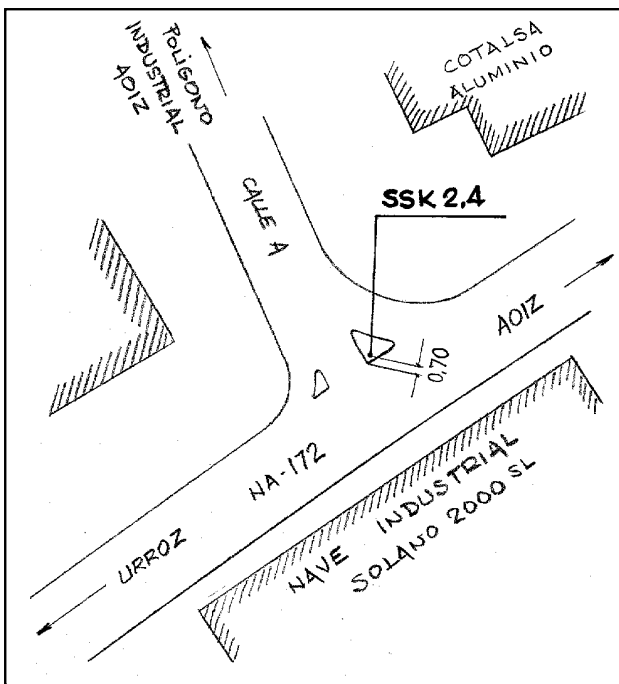 POLIGONO
INDUSTRIAL
AOIZ
COTALSA
ALUMINIO
CALLE A
SSK 2,4
AOIZ
0,70
NA-172
URROZ
NAVE INDUSTRIAL
SOLANO 2000 SL